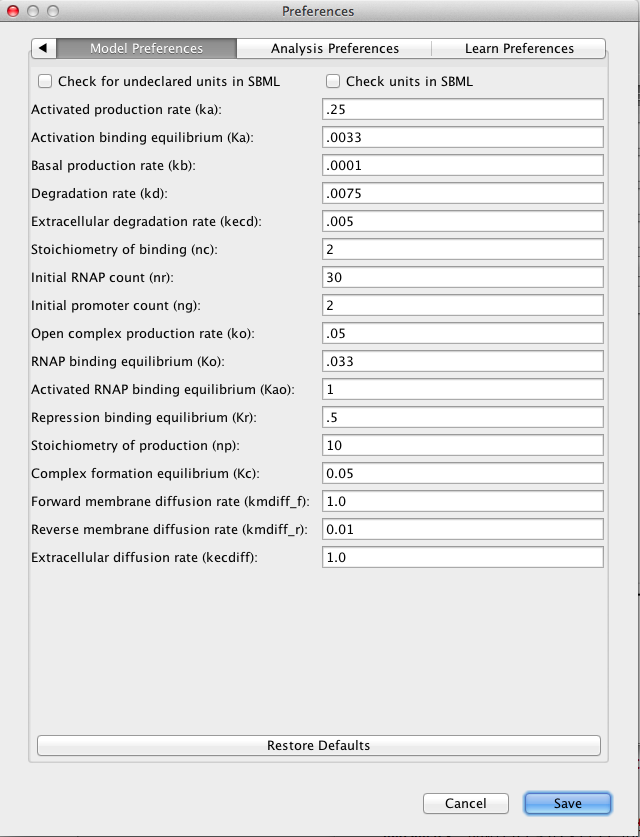 Preferences
Model Preferences Analysis Preferences Learn Preferences
Check for undeclared units in SBML Check units in SBML
Activated production rate (ka): .25
Activation binding equilibrium (Ka): .0033
Basal production rate (kb): .0001
Degradation rate (kd): .0075
Extracellular degradation rate (kecd): .005
Stoichiometry of binding (nc): 2
Initial RNAP count (nr): 30
Initial promoter count (ng): 2
Open complex production rate (ko): .05
RNAP binding equilibrium (Ko): .033
Activated RNAP binding equilibrium (Kao): 1
Repression binding equilibrium (Kr): .5
Stoichiometry of production (np): 10
Complex formation equilibrium (Kc): 0.05
Forward membrane diffusion rate (kmdiff_f): 1.0
Reverse membrane diffusion rate (kmdiff_r): 0.01
Extracellular diffusion rate (kecdiff): 1.0
Restore Defaults
Cancel Save